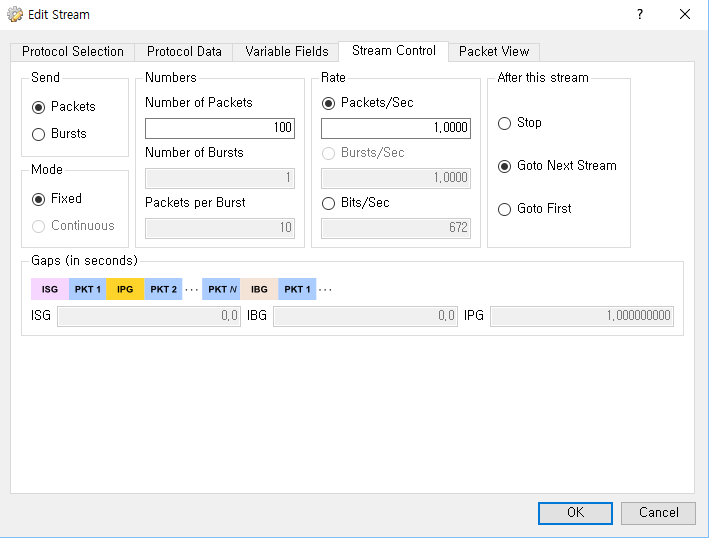 Edit Stream
?
Protocol Selection
Protocol Data
Variable Fields
Stream Control
Packet View
Send
Packets
Bursts
Mode
Fixed
Continuous
Numbers
Number of Packets
100
Number of Bursts
1
Packets per Burst
10
Rate
Packets/Sec
1,0000
Bursts/Sec
1,0000
Bits/Sec
672
After this stream
Stop
Goto Next Stream
Goto First
Gaps (in seconds)
ISG PKT 1 IPG PKT 2 ··· PKT N IBG PKT 1 ···
ISG 0,0 IBG 0,0 IPG 1,000000000
OK Cancel